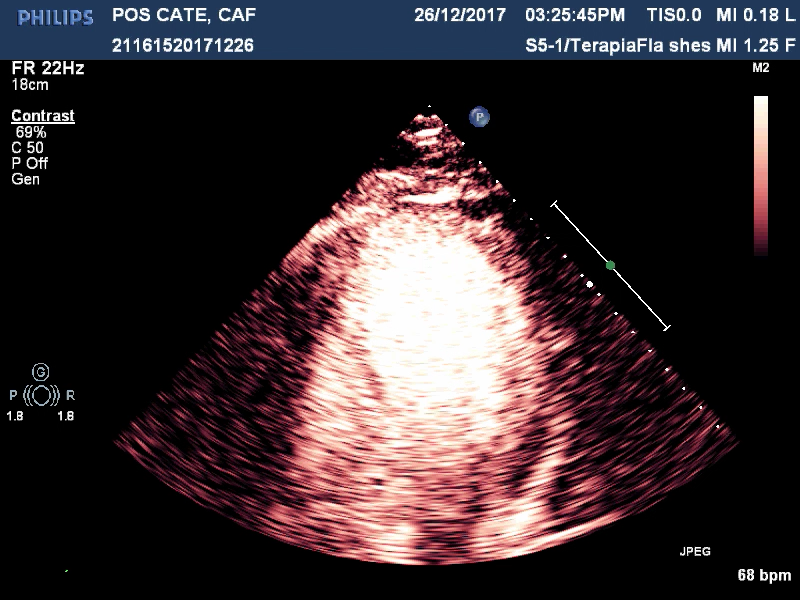 PHILIPS POS CATE, CAF 26/12/2017 03:25:45PM TIS0.0 MI 0.18 L
21161520171226 S5-1/TerapiaFla shes MI 1.25 F
FR 22Hz M2
18cm
Contrast
69%
C 50
P Off
Gen
P
G
P R
1.8 1.8
JPEG
68 bpm